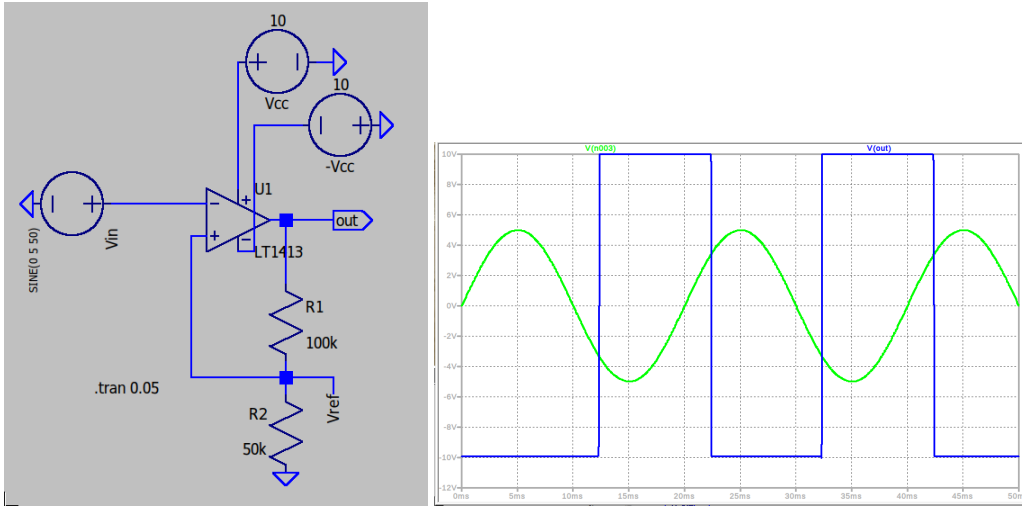 10
Vcc
10
-Vcc
U1
LT1413
Vin
SINE(0 5 50)
out
R1
100k
.tran 0.05
Vref
R2
50k
V(n003)
V(out)
10V
8V
6V
4V
2V
0V
-2V
-4V
-6V
-8V
-10V
-12V
0ms
5ms
10ms
15ms
20ms
25ms
30ms
35ms
40ms
45ms